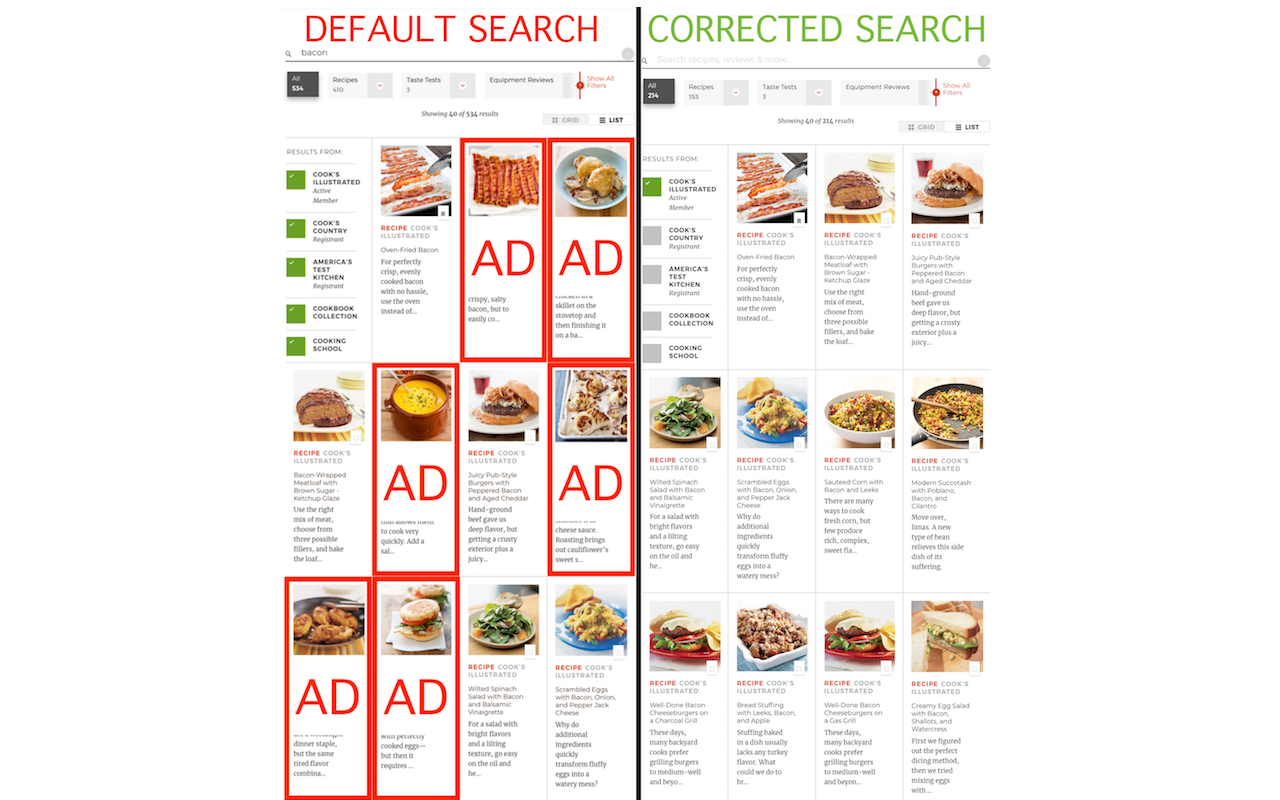 DEFAULT SEARCH
bacon
All
534
Recipes
410
Taste Tests
3
Equipment Reviews
Show All
Filters
Showing 40 of 534 results
GRID
LIST
RESULTS FROM:
COOK'S
ILLUSTRATED
Active
Member
COOK'S
COUNTRY
Registrant
AMERICA'S
TEST
KITCHEN
Registrant
COOKBOOK
COLLECTION
COOKING
SCHOOL
RECIPE COOK'S
ILLUSTRATED
Oven-Fried Bacon
For perfectly
crisp, evenly
cooked bacon
with no hassle,
use the oven
instead of...
AD
crispy, salty
bacon, but to
easily co...
AD
skillet on the
stovetop and
then finishing it
on a ba...
RECIPE COOK'S
ILLUSTRATED
Bacon-Wrapped
Meatloaf with
Brown Sugar -
Ketchup Glaze
Use the right
mix of meat,
choose from
three possible
fillers, and bake
the loaf...
AD
to cook very
quickly. Add a
sal...
RECIPE COOK'S
ILLUSTRATED
Juicy Pub-Style
Burgers with
Peppered Bacon
and Aged Cheddar
Hand-ground
beef gave us
deep flavor, but
getting a crusty
exterior plus a
juicy...
AD
cheese sauce.
Roasting brings
out cauliflower's
sweet s...
AD
dinner staple,
but the same
tired flavor
combina...
AD
with perfectly
cooked eggs—
but then it
requires ...
RECIPE COOK'S
ILLUSTRATED
Wilted Spinach
Salad with Bacon
and Balsamic
Vinaigrette
For a salad with
bright flavors
and a lilting
texture, go easy
on the oil and
he...
RECIPE COOK'S
ILLUSTRATED
Scrambled Eggs
with Bacon, Onion,
and Pepper Jack
Cheese
Why do
additional
ingredients
quickly
transform fluffy
eggs into a
watery mess?
CORRECTED SEARCH
Search recipes, reviews & more...
All
214
Recipes
155
Taste Tests
3
Equipment Reviews
Show All
Filters
Showing 40 of 214 results
GRID
LIST
RESULTS FROM:
COOK'S
ILLUSTRATED
Active
Member
COOK'S
COUNTRY
Registrant
AMERICA'S
TEST
KITCHEN
Registrant
COOKBOOK
COLLECTION
COOKING
SCHOOL
RECIPE COOK'S
ILLUSTRATED
Oven-Fried Bacon
For perfectly
crisp, evenly
cooked bacon
with no hassle,
use the oven
instead of...
RECIPE COOK'S
ILLUSTRATED
Bacon-Wrapped
Meatloaf with
Brown Sugar -
Ketchup Glaze
Use the right
mix of meat,
choose from
three possible
fillers, and bake
the loaf...
RECIPE COOK'S
ILLUSTRATED
Juicy Pub-Style
Burgers with
Peppered Bacon
and Aged Cheddar
Hand-ground
beef gave us
deep flavor, but
getting a crusty
exterior plus a
juicy...
RECIPE COOK'S
ILLUSTRATED
Wilted Spinach
Salad with Bacon
and Balsamic
Vinaigrette
For a salad with
bright flavors
and a lilting
texture, go easy
on the oil and
he...
RECIPE COOK'S
ILLUSTRATED
Scrambled Eggs
with Bacon, Onion,
and Pepper Jack
Cheese
Why do
additional
ingredients
quickly
transform fluffy
eggs into a
watery mess?
RECIPE COOK'S
ILLUSTRATED
Sauteed Corn with
Bacon and Leeks
There are many
ways to cook
fresh corn, but
few produce
rich, complex,
sweet fla...
RECIPE COOK'S
ILLUSTRATED
Modern Succotash
with Poblano,
Bacon, and
Cilantro
Move over,
limas. A new
type of bean
relieves this side
dish of its
suffering.
RECIPE COOK'S
ILLUSTRATED
Well-Done Bacon
Cheeseburgers on
a Charcoal Grill
These days,
many backyard
cooks prefer
grilling burgers
to medium-well
and beyo...
RECIPE COOK'S
ILLUSTRATED
Bread Stuffing
with Leeks, Bacon,
and Apple
Stuffing baked
in a dish usually
lacks any turkey
flavor. What
could we do to
br...
RECIPE COOK'S
ILLUSTRATED
Well-Done Bacon
Cheeseburgers on
a Gas Grill
These days,
many backyard
cooks prefer
grilling burgers
to medium-well
and beyo...
RECIPE COOK'S
ILLUSTRATED
Creamy Egg Salad
with Bacon,
Shallots, and
Watercress
First we figured
out the perfect
dicing method,
then we tried
mixing eggs
with ...